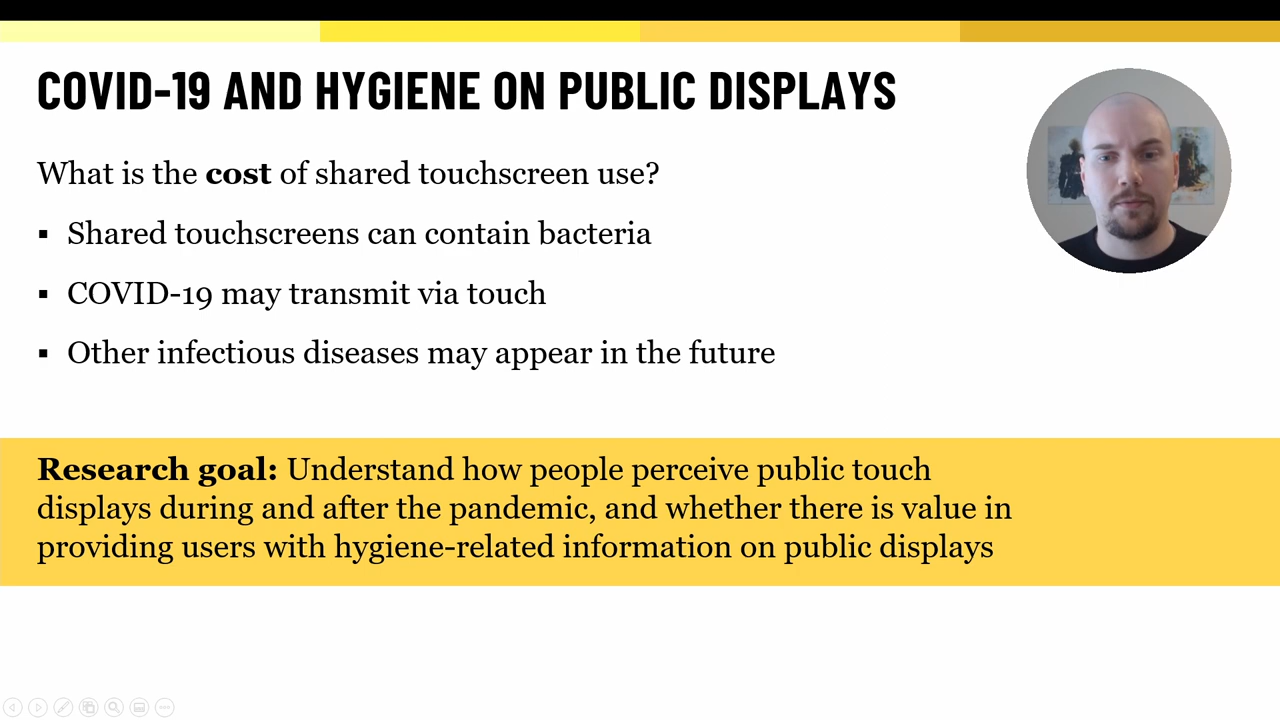 COVID-19 AND HYGIENE ON PUBLIC DISPLAYS
What is the cost of shared touchscreen use?
▪ Shared touchscreens can contain bacteria
▪ COVID-19 may transmit via touch
▪ Other infectious diseases may appear in the future
Research goal: Understand how people perceive public touch
displays during and after the pandemic, and whether there is value in
providing users with hygiene-related information on public displays